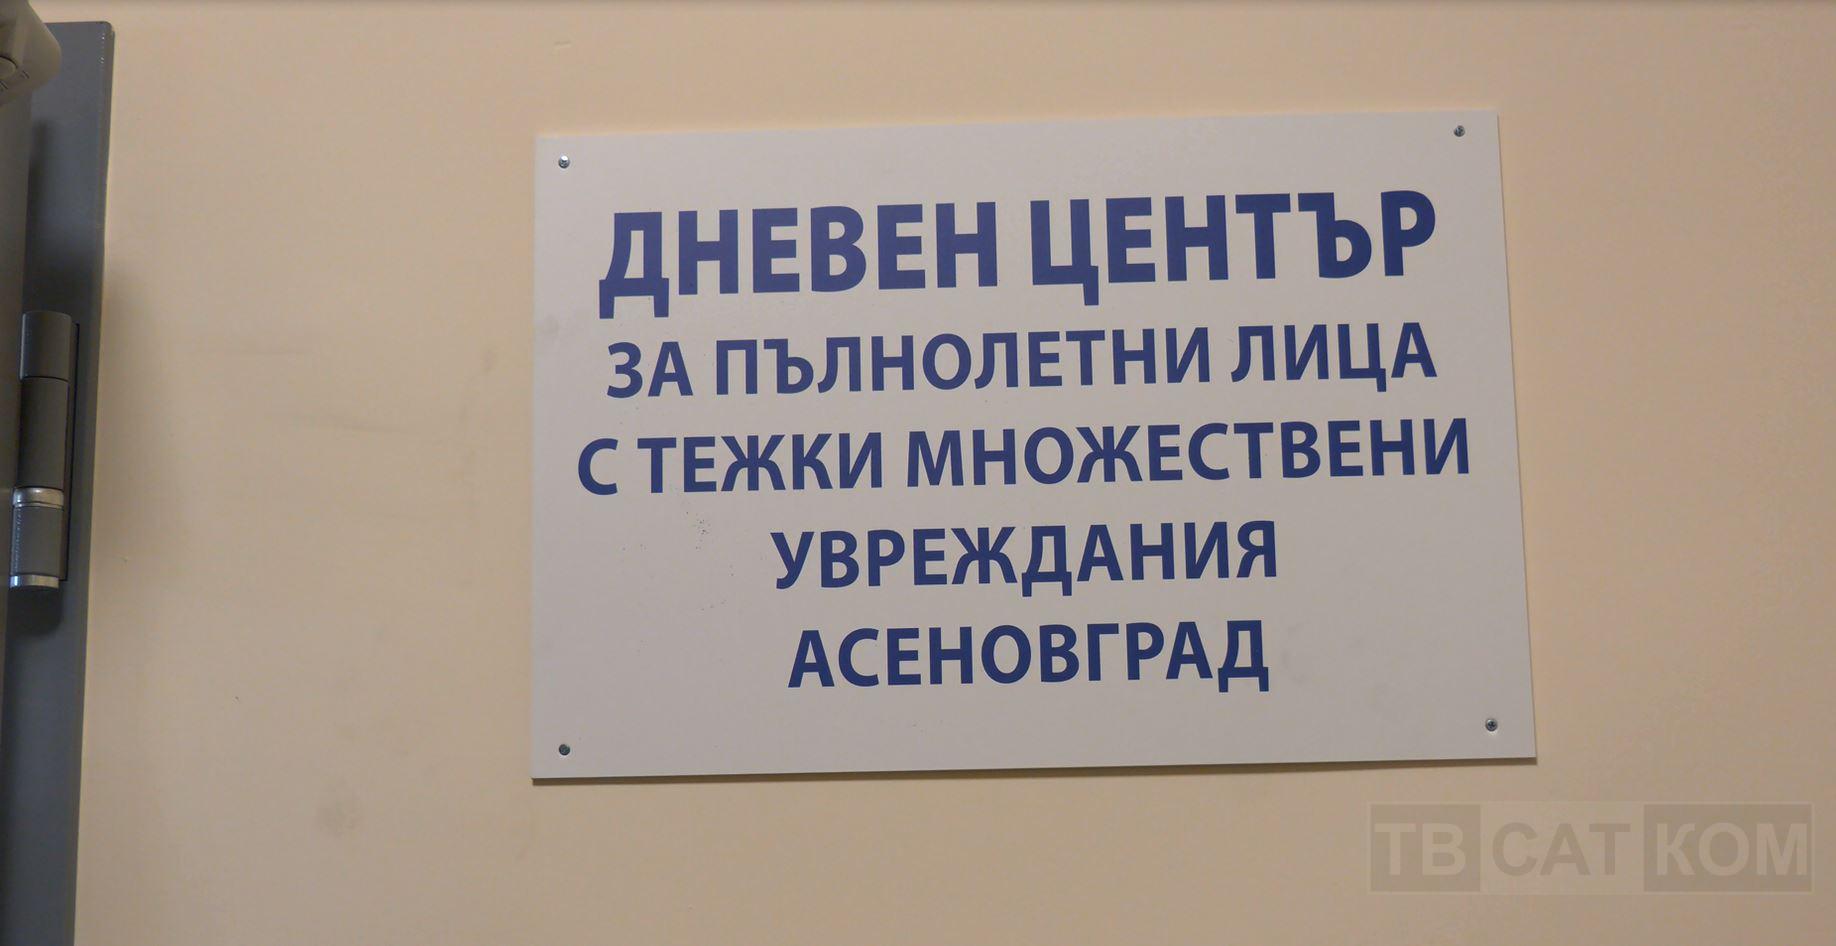 ДНЕВЕН ЦЕНТЪР
ЗА ПЪЛНОЛЕТНИ ЛИЦА
С ТЕЖКИ МНОЖЕСТВЕНИ
УВРЕЖДАНИЯ
АСЕНОВГРАД
ТВ САТ КОМ